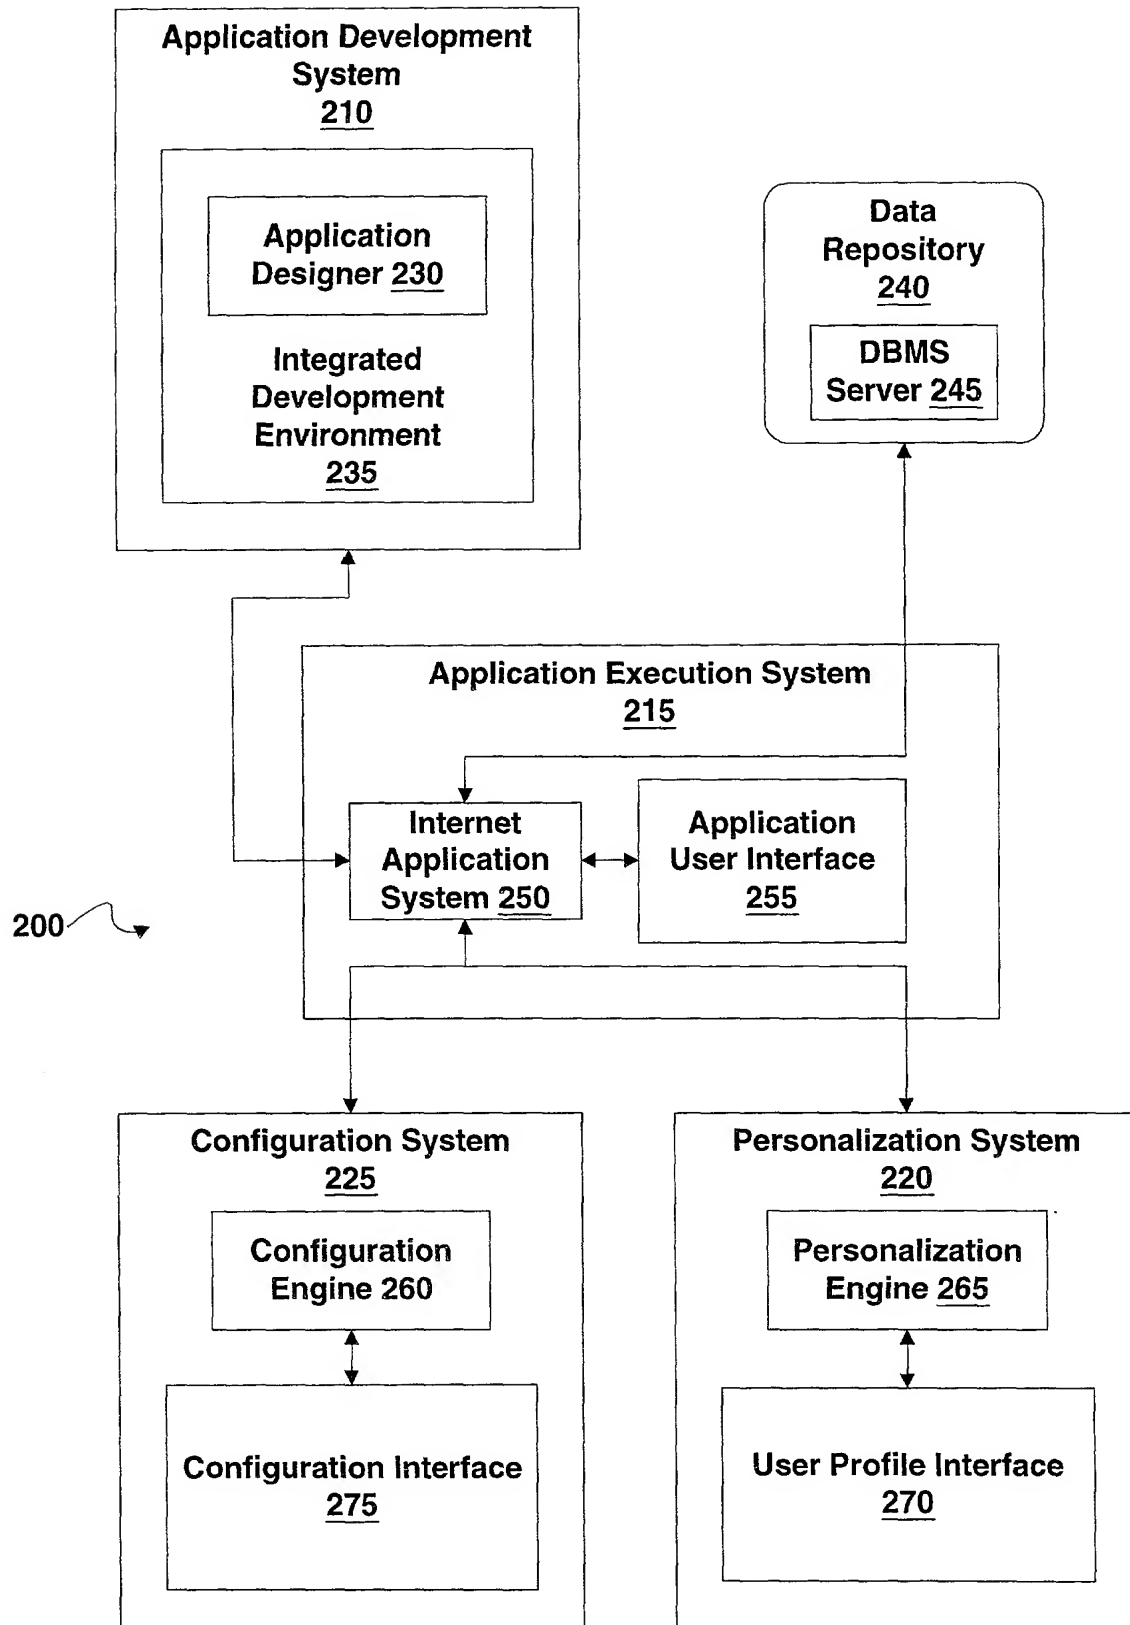 Application Development
System
210
Application
Designer 230
Integrated
Development
Environment
235
Data
Repository
240
DBMS
Server 245
Application Execution System
215
Internet
Application
System 250
Application
User Interface
255
200
Configuration System
225
Configuration
Engine 260
Configuration Interface
275
Personalization System
220
Personalization
Engine 265
User Profile Interface
270